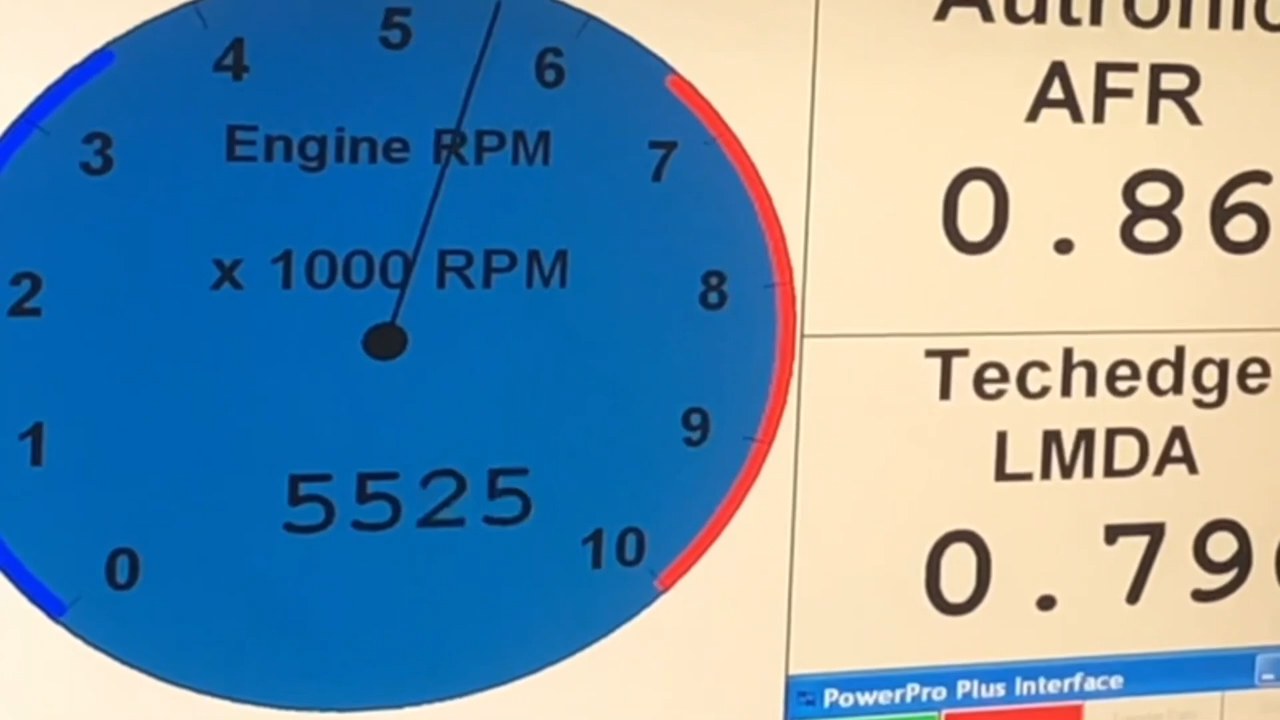 5
4
6
3
Engine RPM
7
2
x 1000 RPM
8
1
9
5525
0
10
Autronic
AFR
0.86
Techedge
LMDA
0.79
PowerPro Plus Interface